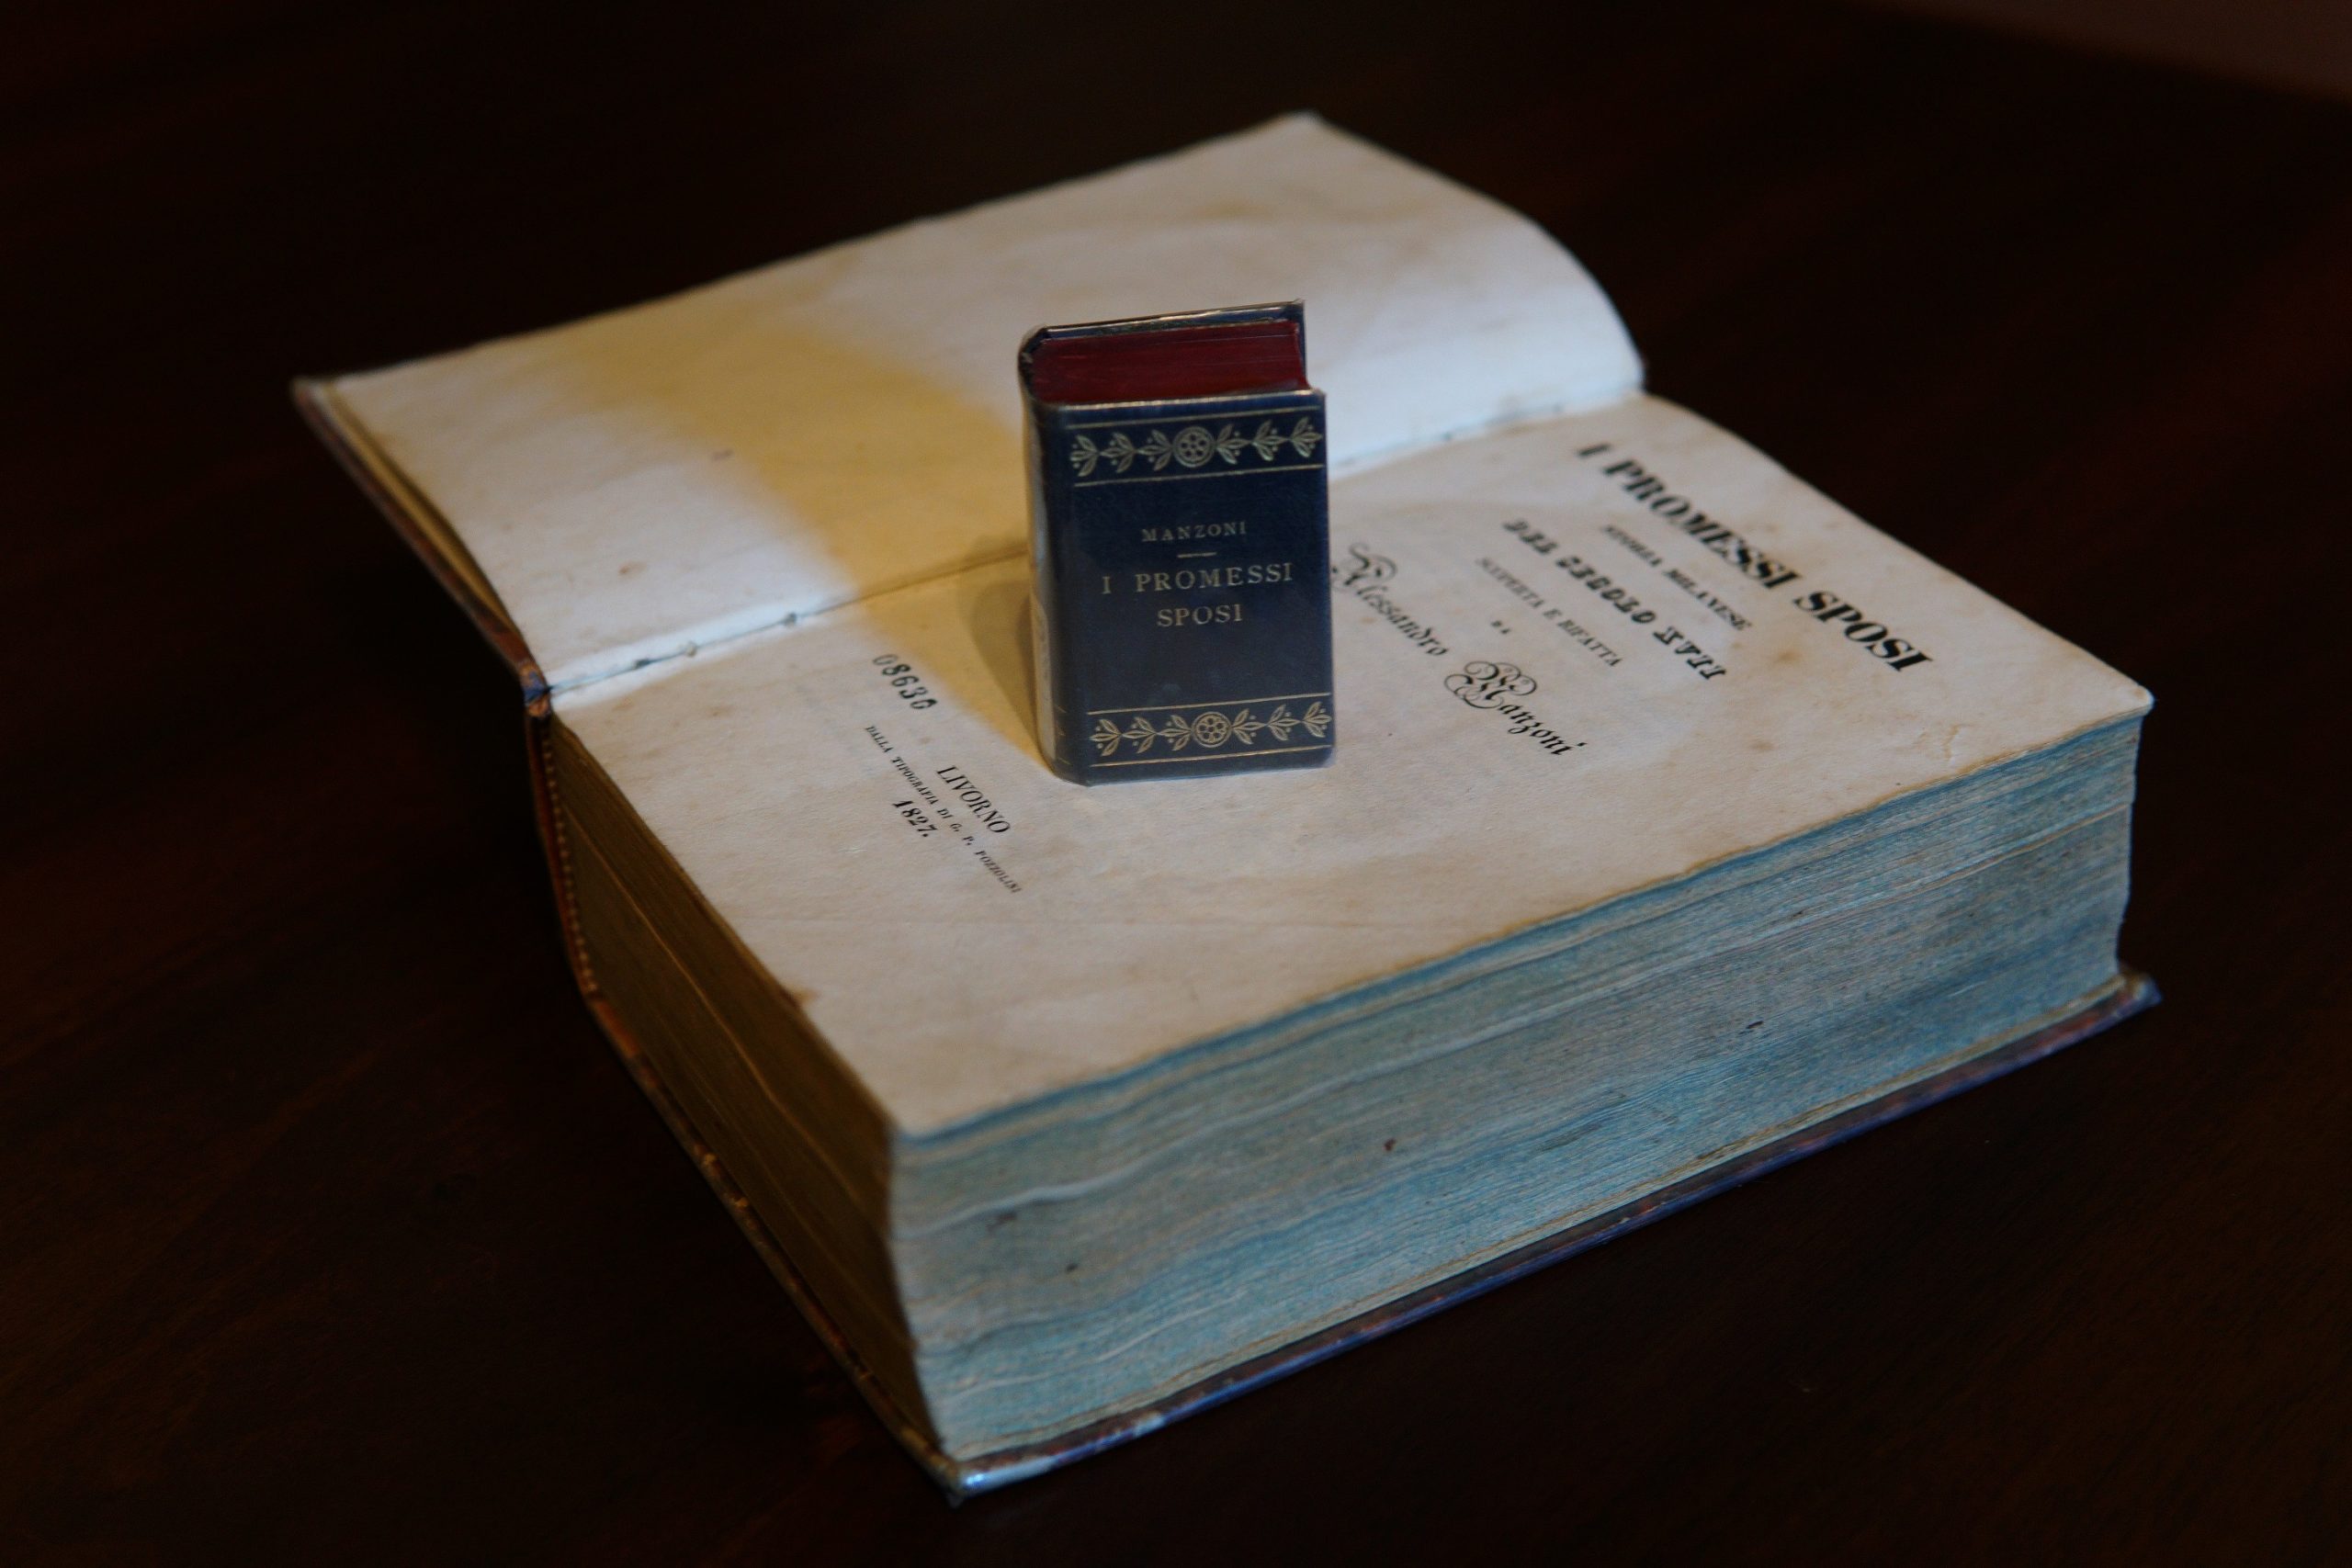 MANZONI
I PROMESSI
SPOSI
I PROMESSI SPOSI
STORIA MILANESE
DEL SECOLO XVII
SCOPERTA E RIFATTA
DA
Alessandro Manzoni
08630
LIVORNO
DALLA TIPOGRAFIA DI G. P. POZZOLINI
1827.